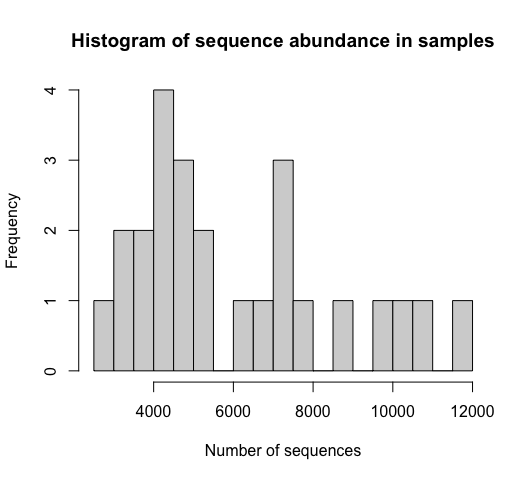 Histogram of sequence abundance in samples
4
3
2
1
0
Frequency
4000 6000 8000 10000 12000
Number of sequences